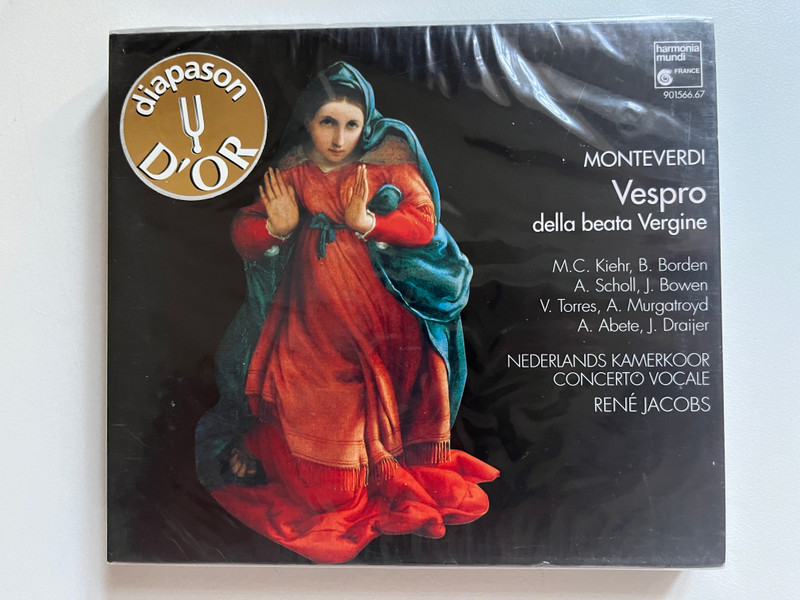 diapason
D'OR
harmonia
mundi
FRANCE
901566.67
MONTEVERDI
Vespro
della beata Vergine
M.C. Kiehr, B. Borden
A. Scholl, J. Bowen
V. Torres, A. Murgatroyd
A. Abete, J. Draijer
NEDERLANDS KAMERKOOR
CONCERTO VOCALE
RENÉ JACOBS